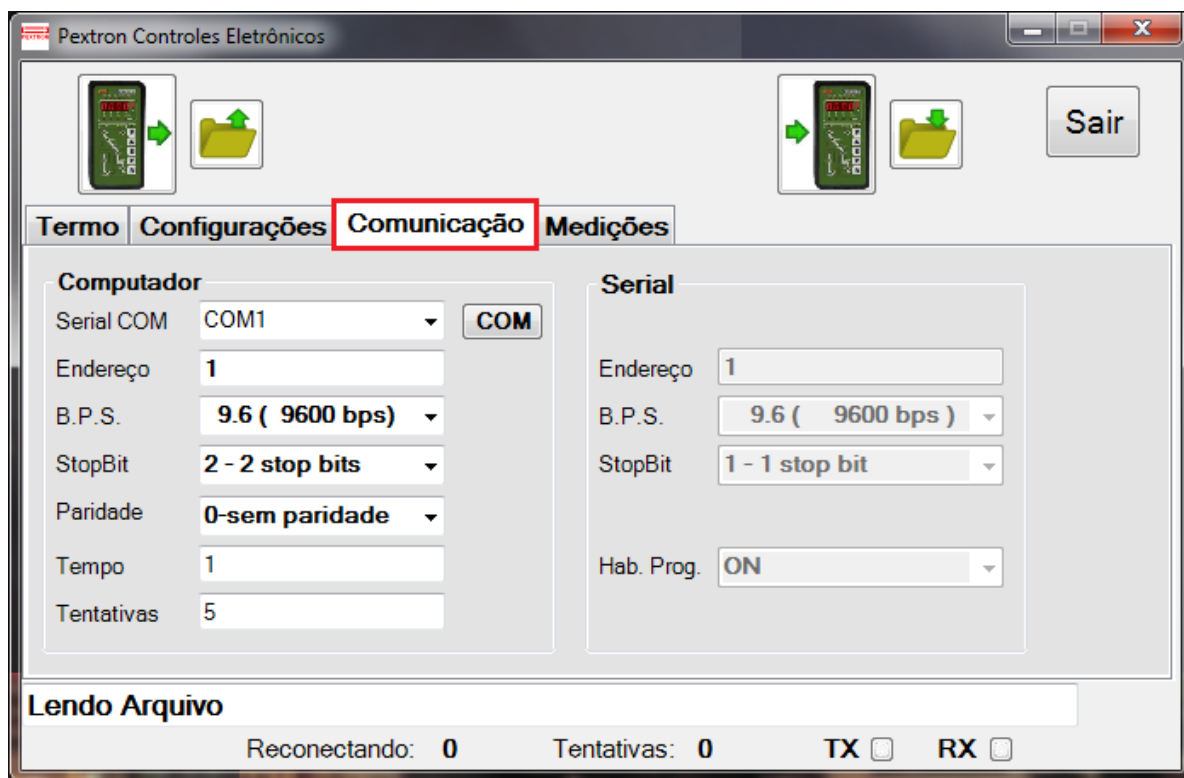 Pextron Controles Eletrônicos
Sair
Termo Configurações Comunicação Medições
Computador
Serial COM COM1 COM
Endereço 1
B.P.S. 9.6 ( 9600 bps)
StopBit 2 - 2 stop bits
Paridade 0-sem paridade
Tempo 1
Tentativas 5
Serial
Endereço 1
B.P.S. 9.6 ( 9600 bps )
StopBit 1 - 1 stop bit
Hab. Prog. ON
Lendo Arquivo
Reconectando: 0 Tentativas: 0 TX RX